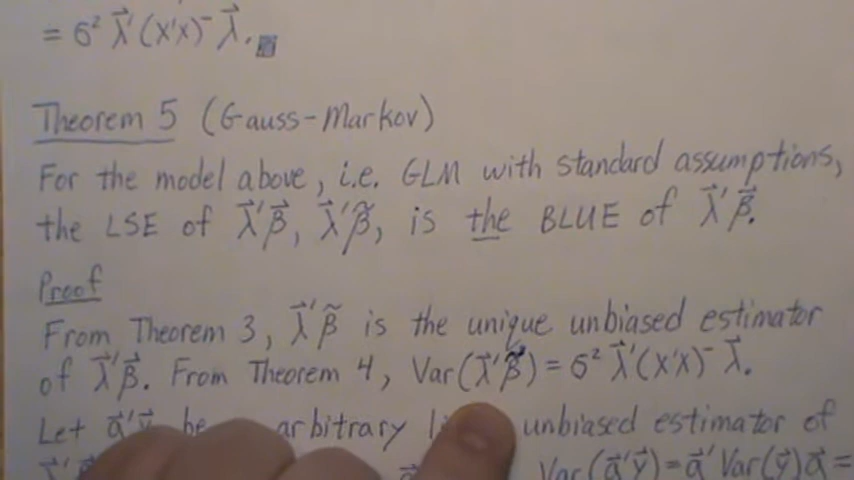 = σ² λ⃗'(X'X)⁻ λ⃗.
Theorem 5 (Gauss-Markov)
For the model above, i.e. GLM with standard assumptions,
the LSE of λ⃗'β⃗, λ⃗'β̃, is the BLUE of λ⃗'β⃗.
Proof
From Theorem 3, λ⃗'β̃ is the unique unbiased estimator
of λ⃗'β⃗. From Theorem 4, Var(λ⃗'β̃) = σ² λ⃗'(X'X)⁻ λ⃗.
Let a⃗'y⃗ be arbitrary unbiased estimator of
Var(a⃗'y⃗) = a⃗' Var(y⃗) a⃗ =